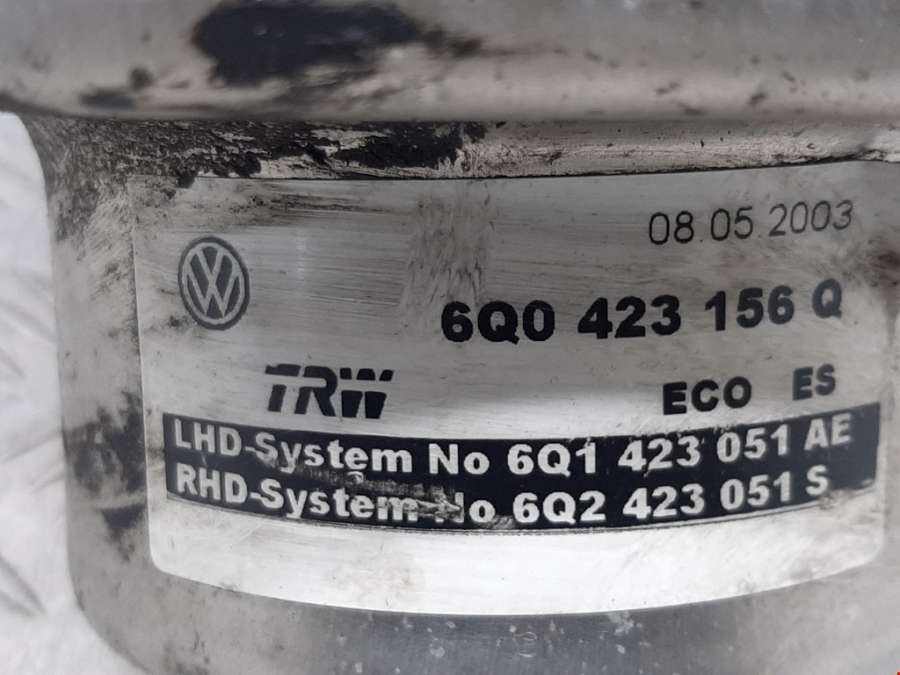 08.05.2003
6Q0 423 156 Q
TRW ECO ES
LHD-System No 6Q1 423 051 AE
RHD-System No 6Q2 423 051 S